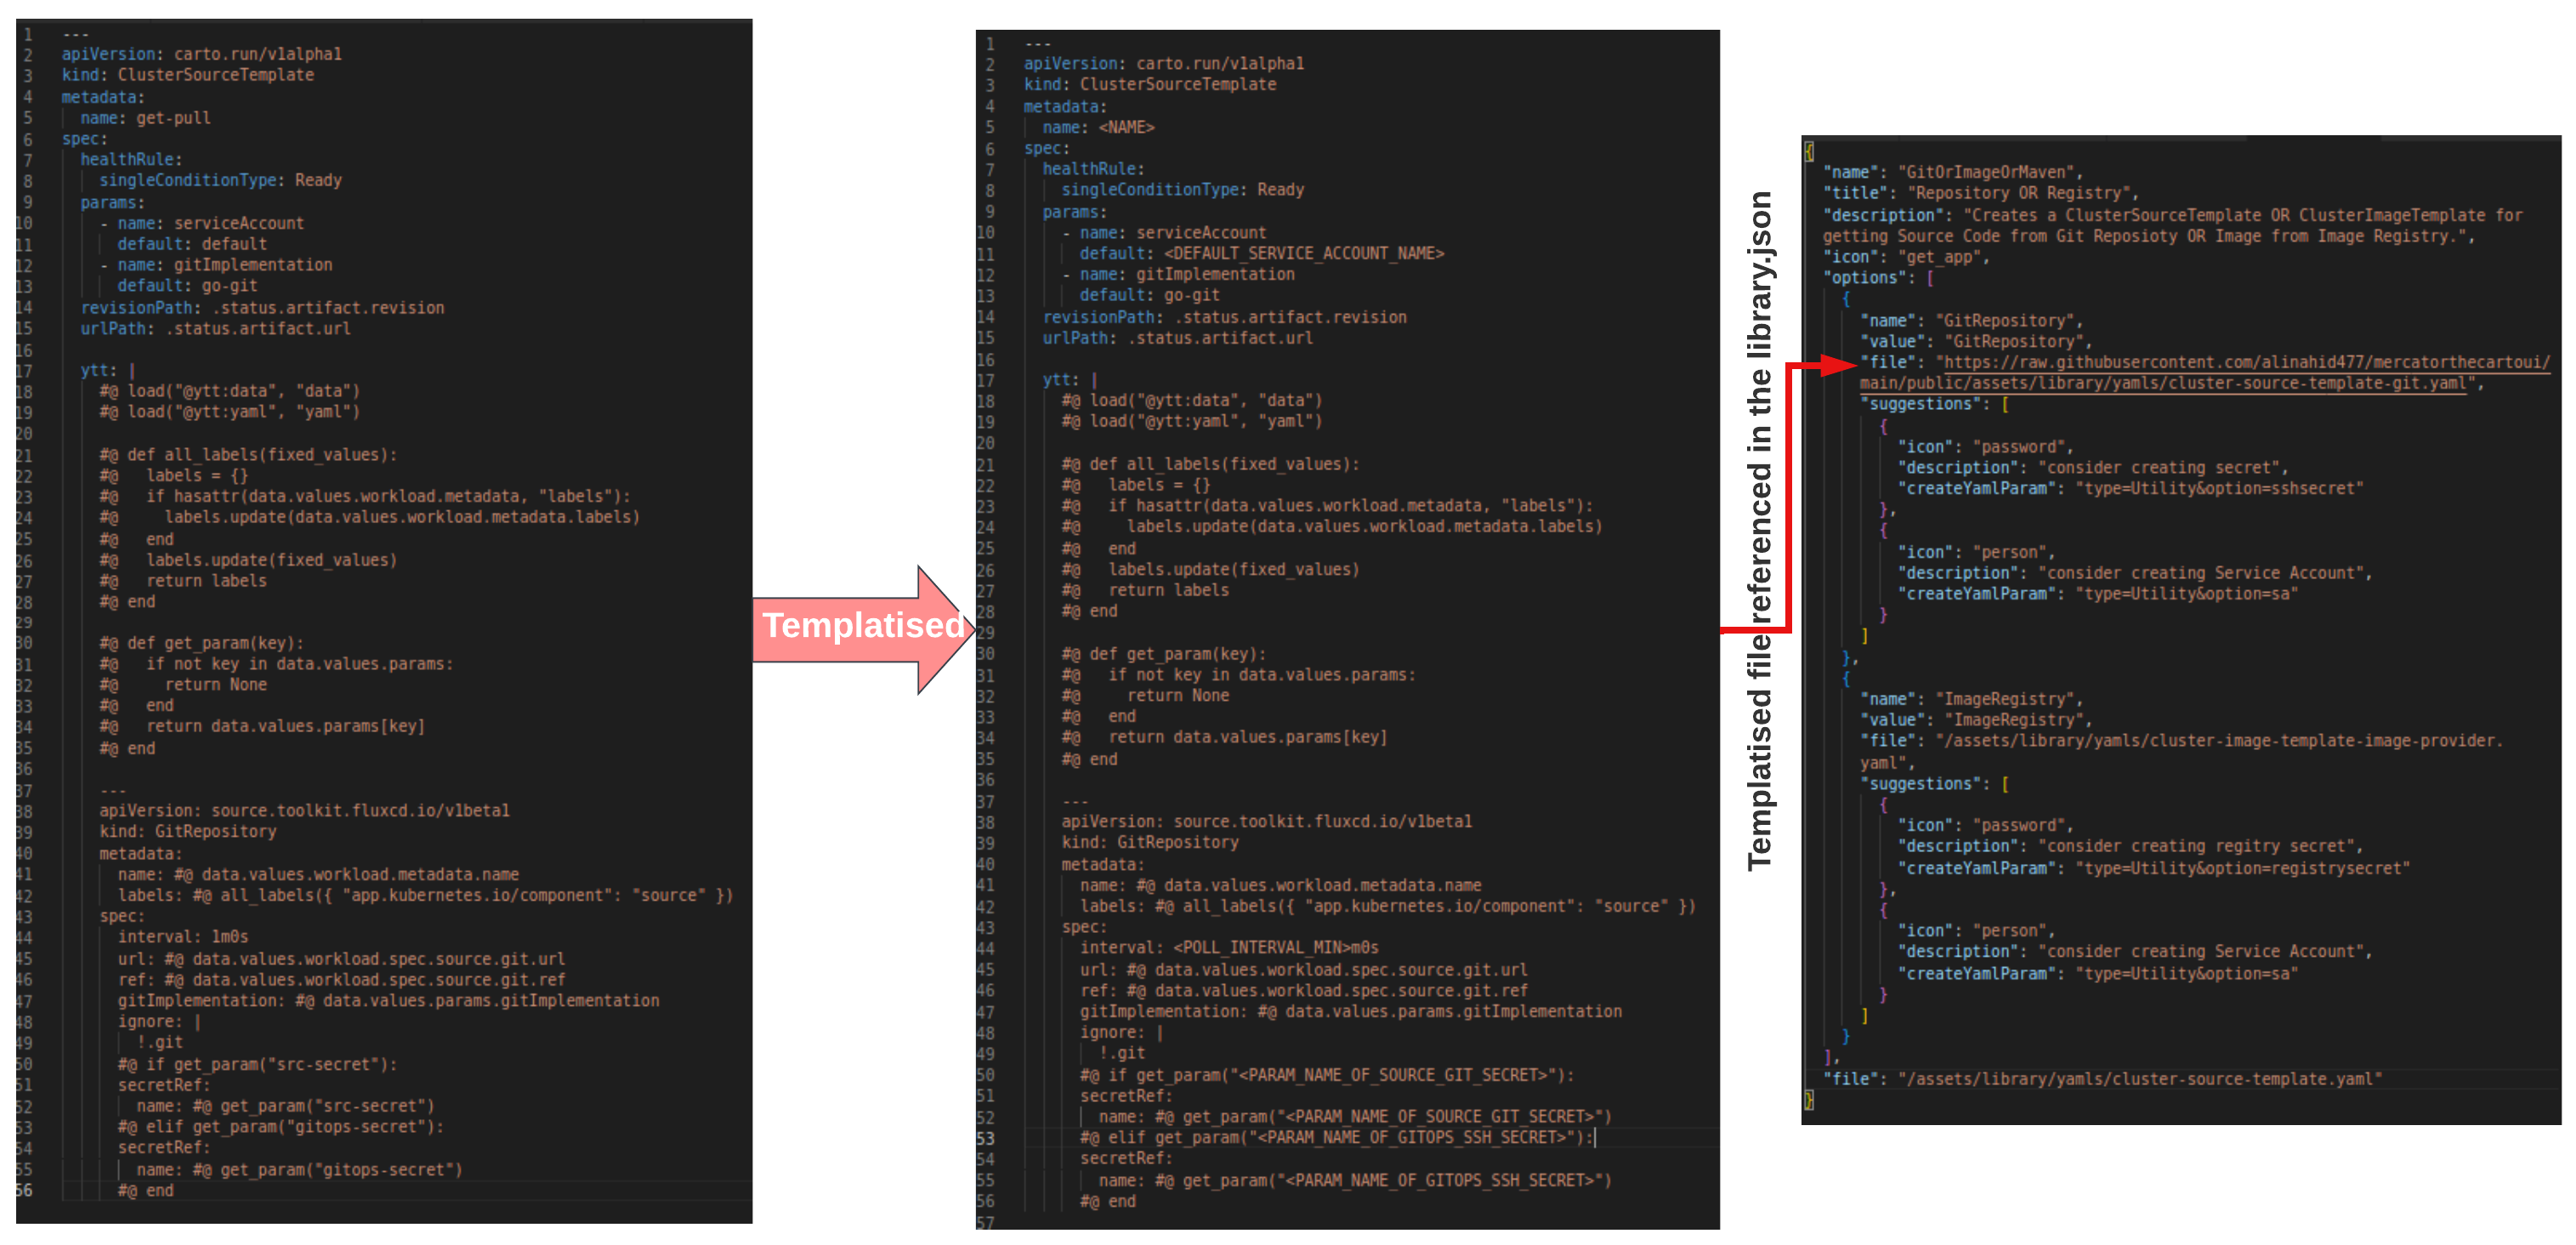 1 ---
2 apiVersion: carto.run/v1alpha1
3 kind: ClusterSourceTemplate
4 metadata:
5 name: get-pull
6 spec:
7 healthRule:
8 singleConditionType: Ready
9 params:
10 - name: serviceAccount
11 default: default
12 - name: gitImplementation
13 default: go-git
14 revisionPath: .status.artifact.revision
15 urlPath: .status.artifact.url
16
17 ytt: |
18 #@ load("@ytt:data", "data")
19 #@ load("@ytt:yaml", "yaml")
20
21 #@ def all_labels(fixed_values):
22 #@   labels = {}
23 #@   if hasattr(data.values.workload.metadata, "labels"):
24 #@     labels.update(data.values.workload.metadata.labels)
25 #@   end
26 #@   labels.update(fixed_values)
27 #@   return labels
28 #@ end
29
30 #@ def get_param(key):
31 #@   if not key in data.values.params:
32 #@     return None
33 #@   end
34 #@   return data.values.params[key]
35 #@ end
36
37 ---
38 apiVersion: source.toolkit.fluxcd.io/v1beta1
39 kind: GitRepository
40 metadata:
41 name: #@ data.values.workload.metadata.name
42 labels: #@ all_labels({ "app.kubernetes.io/component": "source" })
43 spec:
44 interval: 1m0s
45 url: #@ data.values.workload.spec.source.git.url
46 ref: #@ data.values.workload.spec.source.git.ref
47 gitImplementation: #@ data.values.params.gitImplementation
48 ignore: |
49 !.git
50 #@ if get_param("src-secret"):
51 secretRef:
52 name: #@ get_param("src-secret")
53 #@ elif get_param("gitops-secret"):
54 secretRef:
55 name: #@ get_param("gitops-secret")
56 #@ end
Templatised
1 ---
2 apiVersion: carto.run/v1alpha1
3 kind: ClusterSourceTemplate
4 metadata:
5 name: <NAME>
6 spec:
7 healthRule:
8 singleConditionType: Ready
9 params:
10 - name: serviceAccount
11 default: <DEFAULT_SERVICE_ACCOUNT_NAME>
12 - name: gitImplementation
13 default: go-git
14 revisionPath: .status.artifact.revision
15 urlPath: .status.artifact.url
16
17 ytt: |
18 #@ load("@ytt:data", "data")
19 #@ load("@ytt:yaml", "yaml")
20
21 #@ def all_labels(fixed_values):
22 #@   labels = {}
23 #@   if hasattr(data.values.workload.metadata, "labels"):
24 #@     labels.update(data.values.workload.metadata.labels)
25 #@   end
26 #@   labels.update(fixed_values)
27 #@   return labels
28 #@ end
29
30 #@ def get_param(key):
31 #@   if not key in data.values.params:
32 #@     return None
33 #@   end
34 #@   return data.values.params[key]
35 #@ end
36
37 ---
38 apiVersion: source.toolkit.fluxcd.io/v1beta1
39 kind: GitRepository
40 metadata:
41 name: #@ data.values.workload.metadata.name
42 labels: #@ all_labels({ "app.kubernetes.io/component": "source" })
43 spec:
44 interval: <POLL_INTERVAL_MIN>m0s
45 url: #@ data.values.workload.spec.source.git.url
46 ref: #@ data.values.workload.spec.source.git.ref
47 gitImplementation: #@ data.values.params.gitImplementation
48 ignore: |
49 !.git
50 #@ if get_param("<PARAM_NAME_OF_SOURCE_GIT_SECRET>"):
51 secretRef:
52 name: #@ get_param("<PARAM_NAME_OF_SOURCE_GIT_SECRET>")
53 #@ elif get_param("<PARAM_NAME_OF_GITOPS_SSH_SECRET>"):
54 secretRef:
55 name: #@ get_param("<PARAM_NAME_OF_GITOPS_SSH_SECRET>")
56 #@ end
57
Templatised file referenced in the library.json
{
"name": "GitOrImageOrMaven",
"title": "Repository OR Registry",
"description": "Creates a ClusterSourceTemplate OR ClusterImageTemplate for
getting Source Code from Git Reposioty OR Image from Image Registry.",
"icon": "get_app",
"options": [
{
"name": "GitRepository",
"value": "GitRepository",
"file": "https://raw.githubusercontent.com/alinahid477/mercatorthecartoui/
main/public/assets/library/yamls/cluster-source-template-git.yaml",
"suggestions": [
{
"icon": "password",
"description": "consider creating secret",
"createYamlParam": "type=Utility&option=sshsecret"
},
{
"icon": "person",
"description": "consider creating Service Account",
"createYamlParam": "type=Utility&option=sa"
}
]
},
{
"name": "ImageRegistry",
"value": "ImageRegistry",
"file": "/assets/library/yamls/cluster-image-template-image-provider.
yaml",
"suggestions": [
{
"icon": "password",
"description": "consider creating regitry secret",
"createYamlParam": "type=Utility&option=registrysecret"
},
{
"icon": "person",
"description": "consider creating Service Account",
"createYamlParam": "type=Utility&option=sa"
}
]
}
],
"file": "/assets/library/yamls/cluster-source-template.yaml"
}